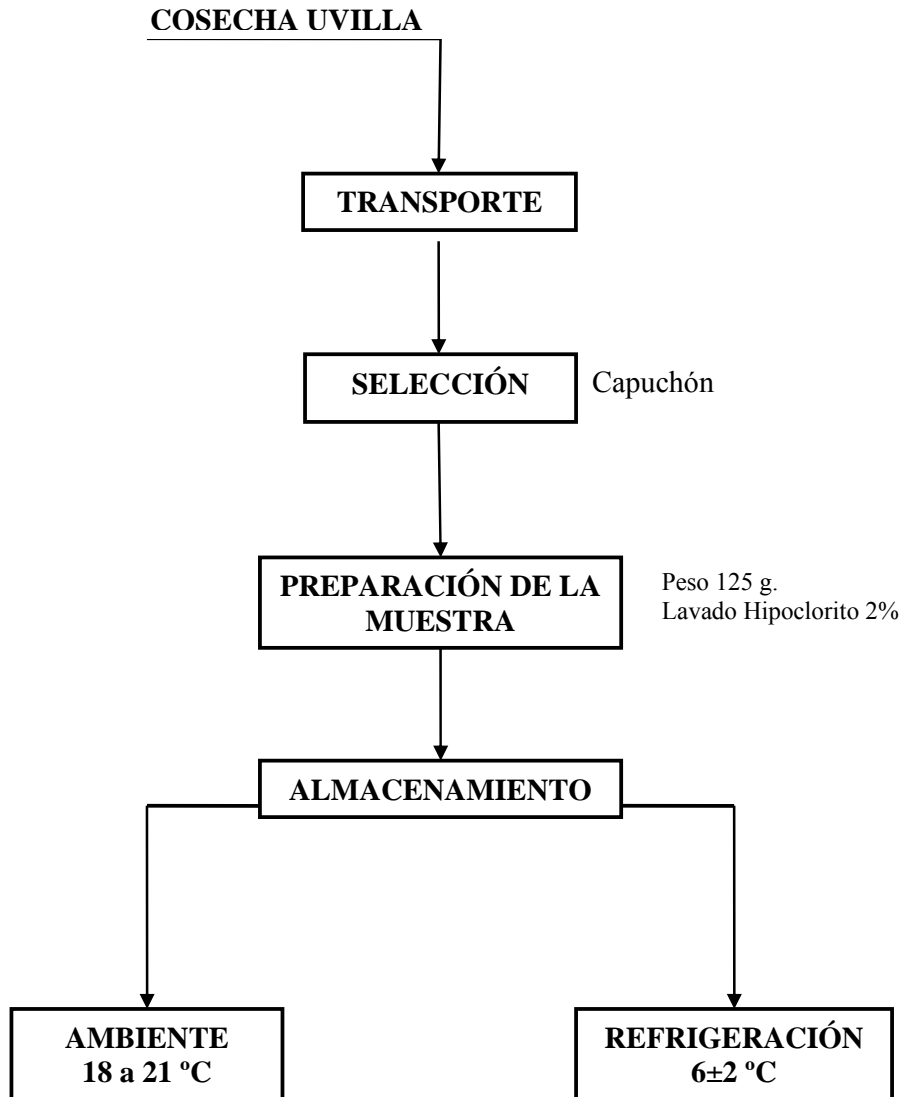 COSECHA UVILLA
TRANSPORTE
SELECCIÓN
Capuchón
PREPARACIÓN DE LA
MUESTRA
Peso 125 g.
Lavado Hipoclorito 2%
ALMACENAMIENTO
AMBIENTE
18 a 21 ºC
REFRIGERACIÓN
6±2 ºC